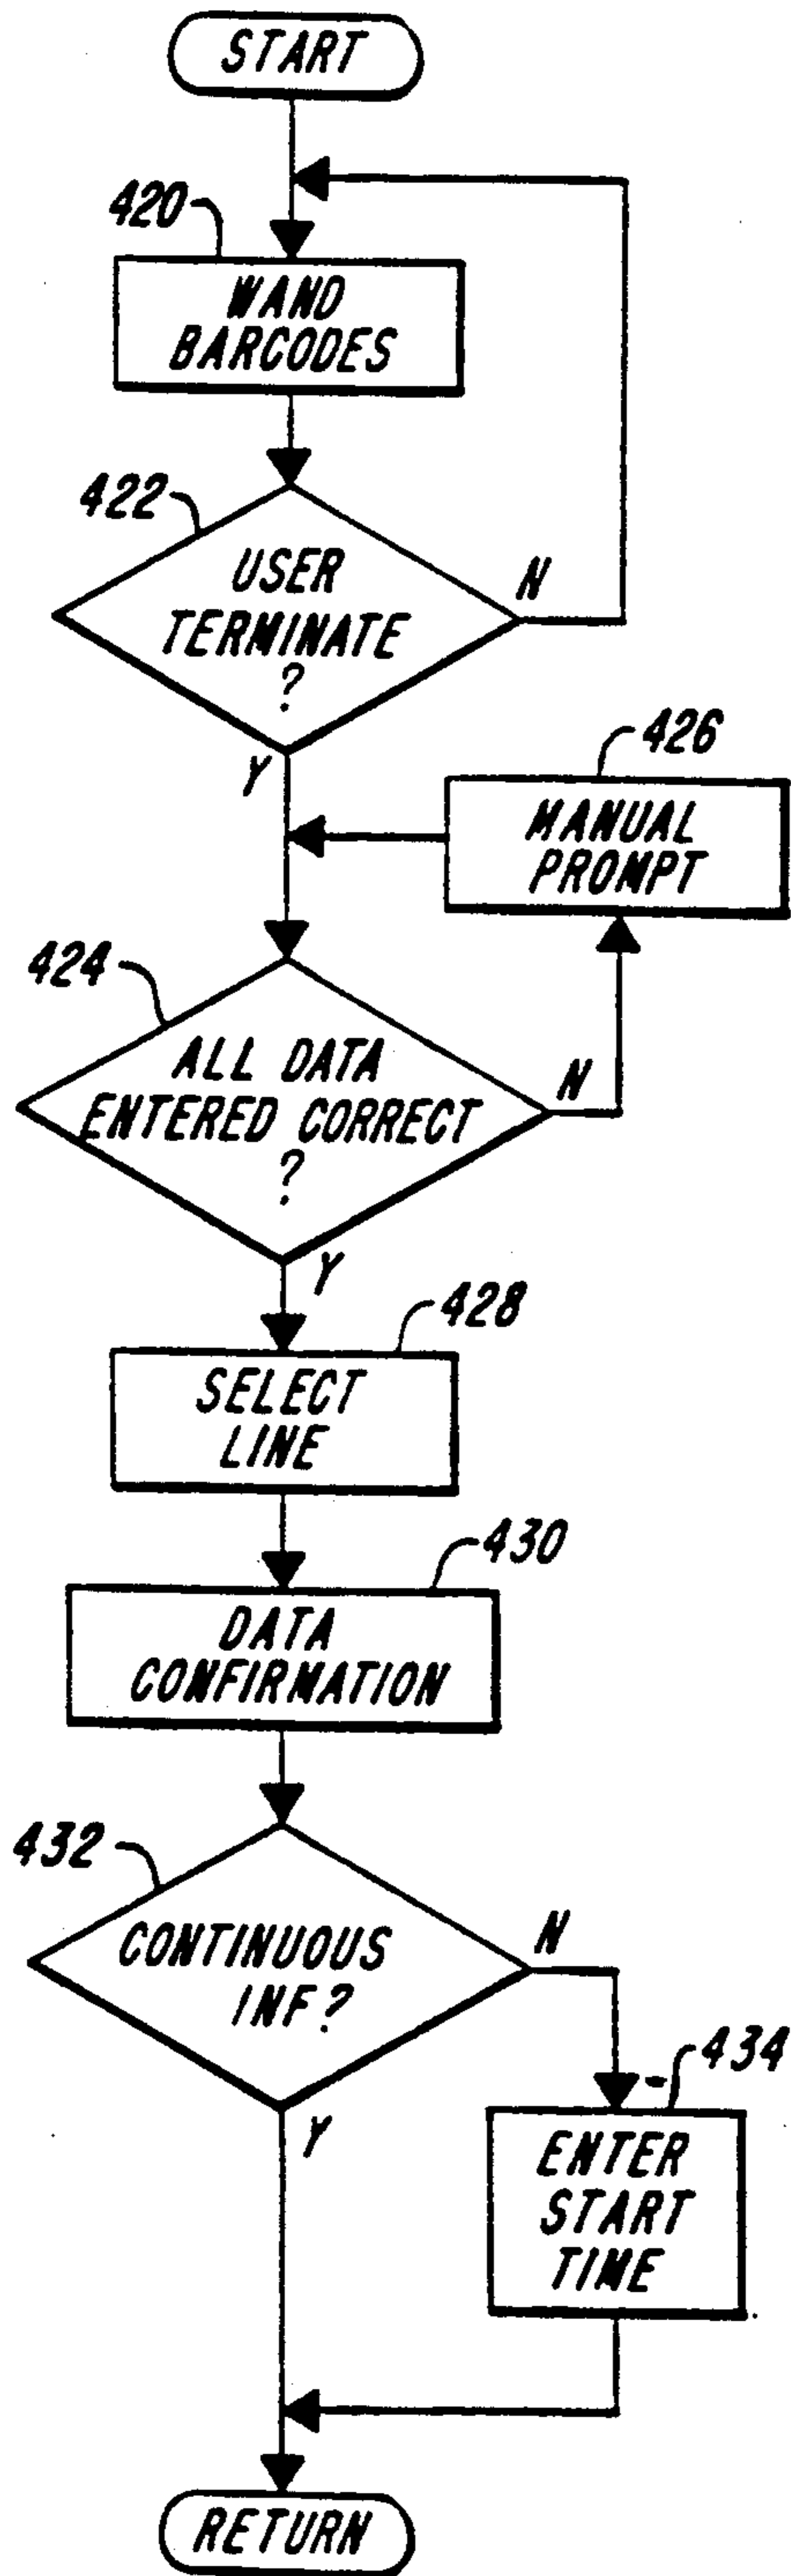 START
420
WAND
BARCODES
422
USER
TERMINATE
?
N
Y
426
MANUAL
PROMPT
424
ALL DATA
ENTERED CORRECT
?
N
Y
428
SELECT
LINE
430
DATA
CONFIRMATION
432
CONTINUOUS
INF?
N
Y
434
ENTER
START
TIME
RETURN